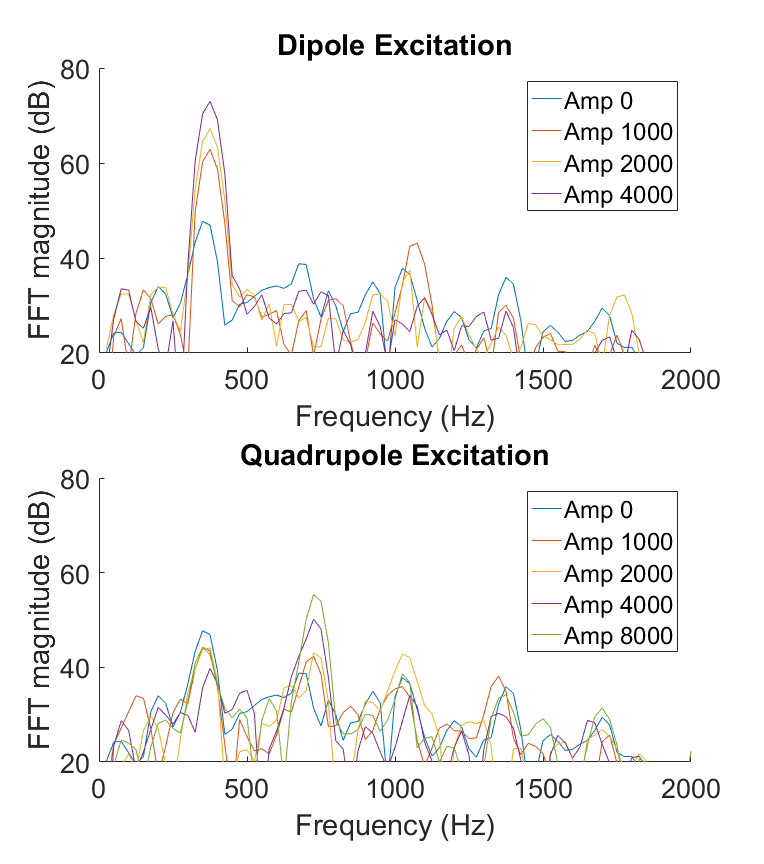 Dipole Excitation
80
60
40
20
FFT magnitude (dB)
Amp 0
Amp 1000
Amp 2000
Amp 4000
0 500 1000 1500 2000
Frequency (Hz)
Quadrupole Excitation
80
60
40
20
FFT magnitude (dB)
Amp 0
Amp 1000
Amp 2000
Amp 4000
Amp 8000
0 500 1000 1500 2000
Frequency (Hz)